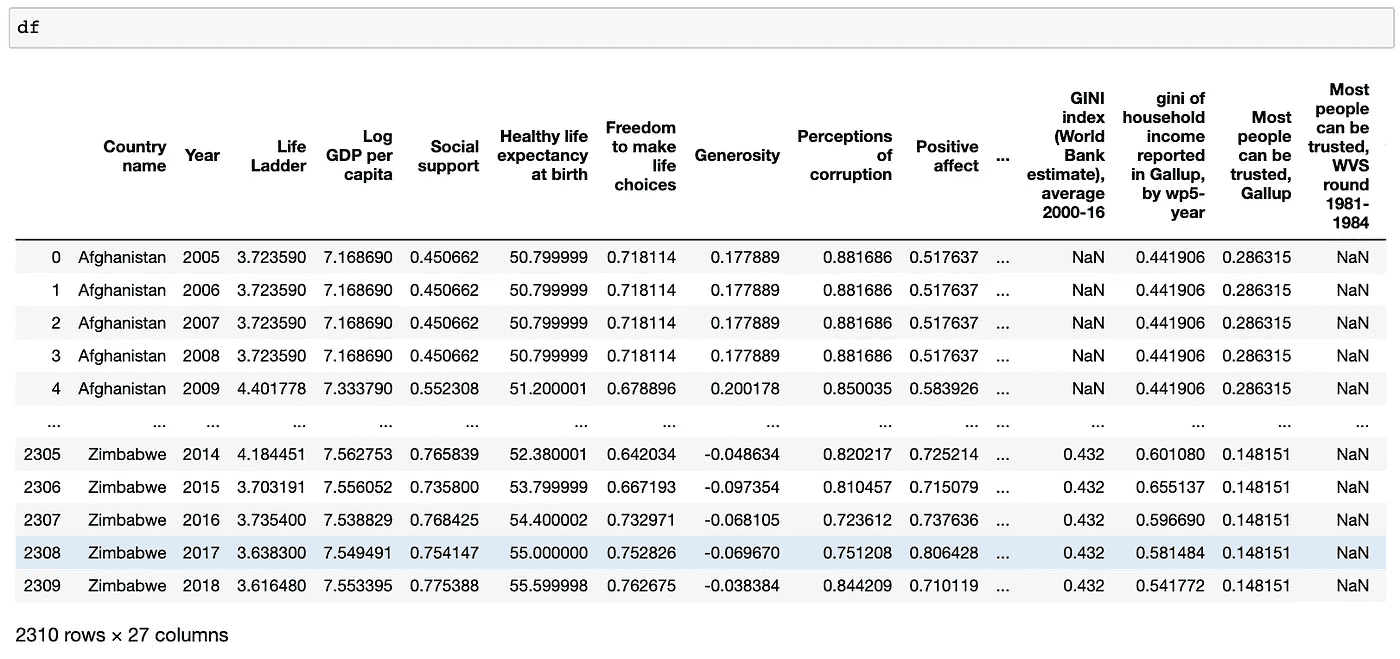 df
Country name Year Life Ladder Log GDP per capita Social support Healthy life expectancy at birth Freedom to make life choices Generosity Perceptions of corruption Positive affect ... GINI index (World Bank estimate), average 2000-16 gini of household income reported in Gallup, by wp5-year Most people can be trusted, Gallup Most people can be trusted, WVS round 1981-1984
0 Afghanistan 2005 3.723590 7.168690 0.450662 50.799999 0.718114 0.177889 0.881686 0.517637 ... NaN 0.441906 0.286315 NaN
1 Afghanistan 2006 3.723590 7.168690 0.450662 50.799999 0.718114 0.177889 0.881686 0.517637 ... NaN 0.441906 0.286315 NaN
2 Afghanistan 2007 3.723590 7.168690 0.450662 50.799999 0.718114 0.177889 0.881686 0.517637 ... NaN 0.441906 0.286315 NaN
3 Afghanistan 2008 3.723590 7.168690 0.450662 50.799999 0.718114 0.177889 0.881686 0.517637 ... NaN 0.441906 0.286315 NaN
4 Afghanistan 2009 4.401778 7.333790 0.552308 51.200001 0.678896 0.200178 0.850035 0.583926 ... NaN 0.441906 0.286315 NaN
... ... ... ... ... ... ... ... ... ... ... ... ... ... ... ...
2305 Zimbabwe 2014 4.184451 7.562753 0.765839 52.380001 0.642034 -0.048634 0.820217 0.725214 ... 0.432 0.601080 0.148151 NaN
2306 Zimbabwe 2015 3.703191 7.556052 0.735800 53.799999 0.667193 -0.097354 0.810457 0.715079 ... 0.432 0.655137 0.148151 NaN
2307 Zimbabwe 2016 3.735400 7.538829 0.768425 54.400002 0.732971 -0.068105 0.723612 0.737636 ... 0.432 0.596690 0.148151 NaN
2308 Zimbabwe 2017 3.638300 7.549491 0.754147 55.000000 0.752826 -0.069670 0.751208 0.806428 ... 0.432 0.581484 0.148151 NaN
2309 Zimbabwe 2018 3.616480 7.553395 0.775388 55.599998 0.762675 -0.038384 0.844209 0.710119 ... 0.432 0.541772 0.148151 NaN
2310 rows × 27 columns